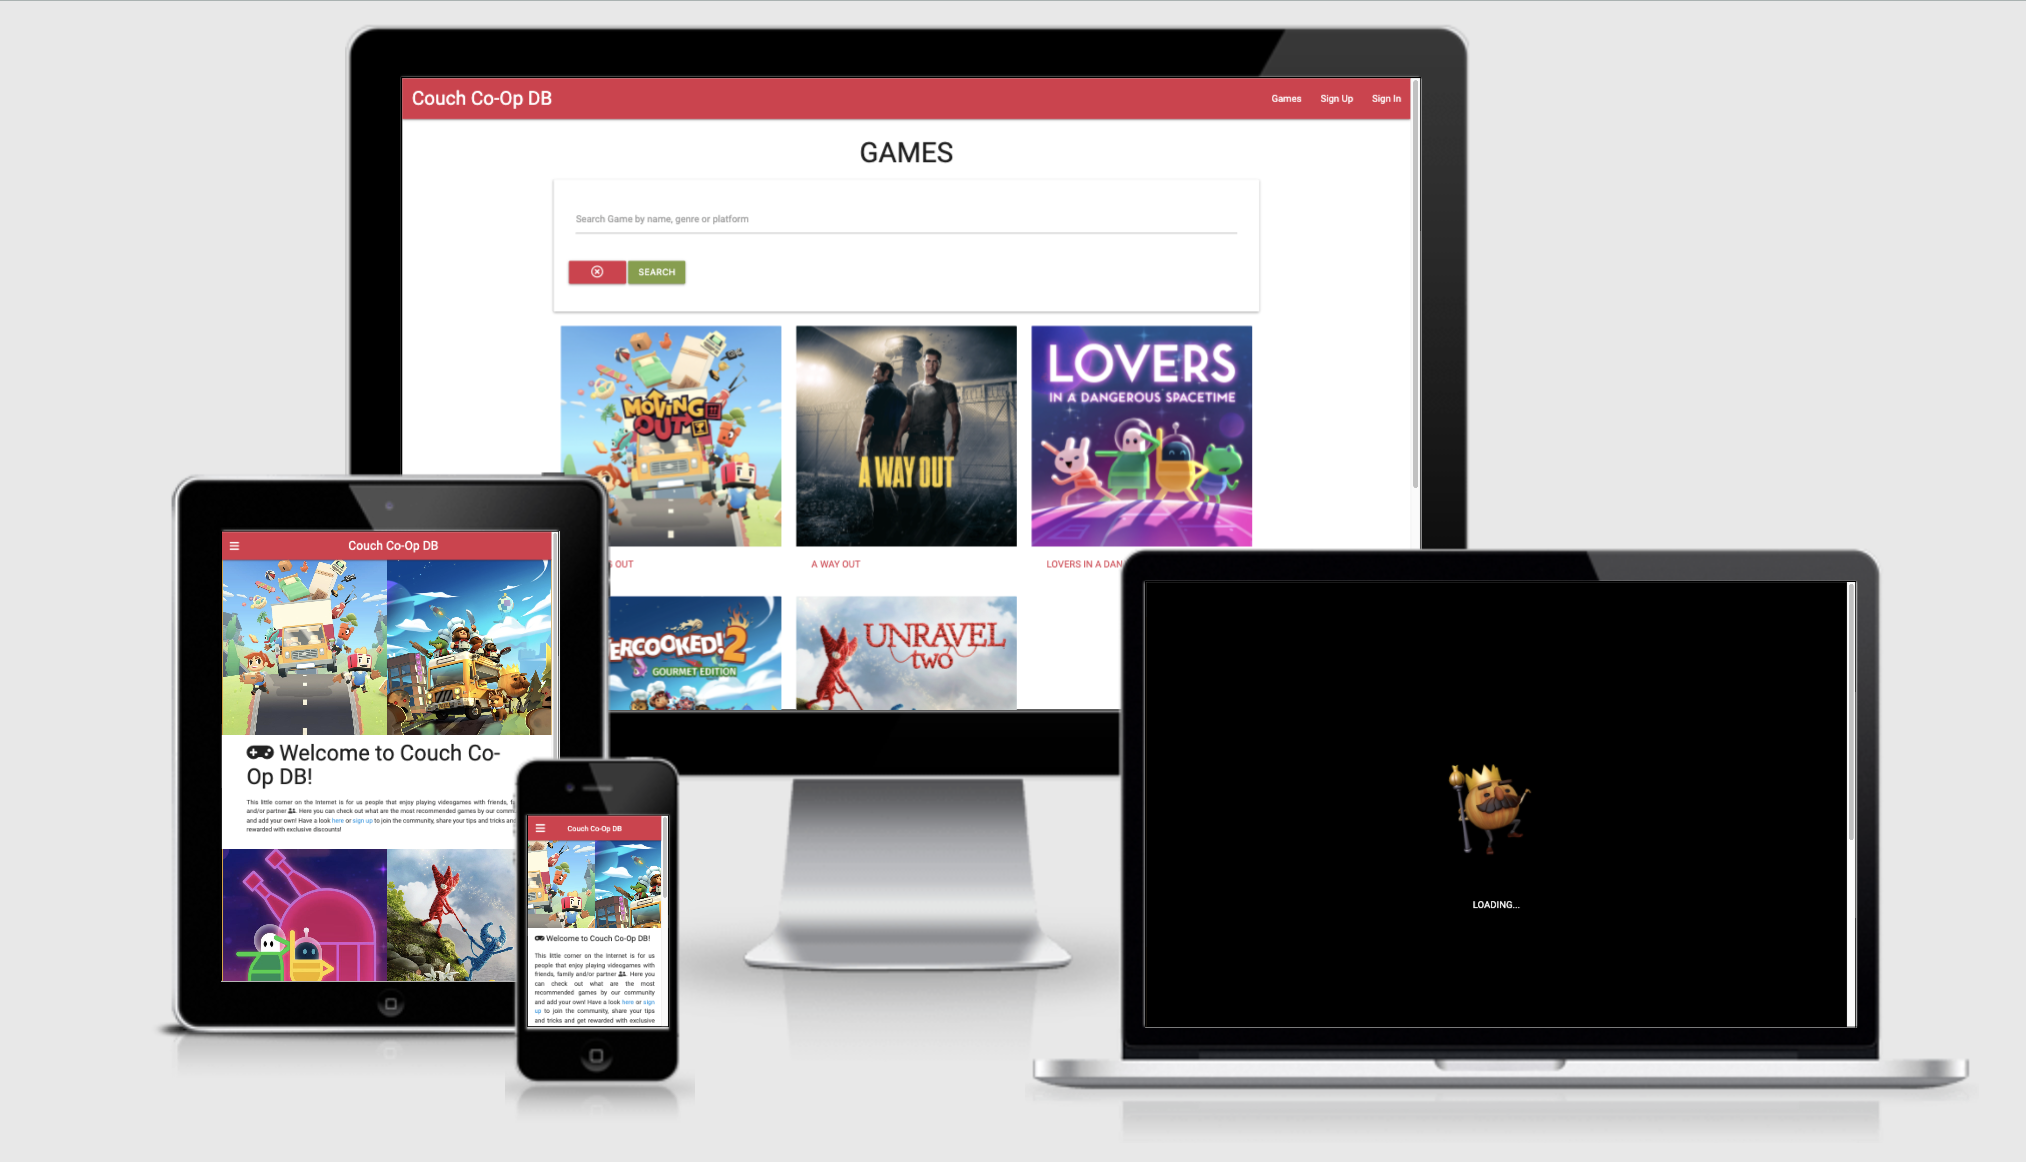 Couch Co-Op DB
Games Sign Up Sign In
GAMES
Search Game by name, genre or platform
SEARCH
MOVING
OUT
A WAY OUT
LOVERS
IN A DANGEROUS SPACETIME
OUT
A WAY OUT
LOVERS IN A DAN
ERCOOKED! 2
GOURMET EDITION
UNRAVEL
TWO
Couch Co-Op DB
Welcome to Couch Co-
Op DB!
This little corner on the Internet is for us people that enjoy playing videogames with friends, f
and/or partner . Here you can check out what are the most recommended games by our comm
and add your own! Have a look here or sign up to join the community, share your tips and tricks an
rewarded with exclusive discounts!
Couch Co-Op DB
Welcome to Couch Co-Op DB!
This little corner on the Internet is for us
people that enjoy playing videogames with
friends, family and/or partner . Here you
can check out what are the most
recommended games by our community
and add your own! Have a look here or sign
up to join the community, share your tips
and tricks and get rewarded with exclusive
LOADING...